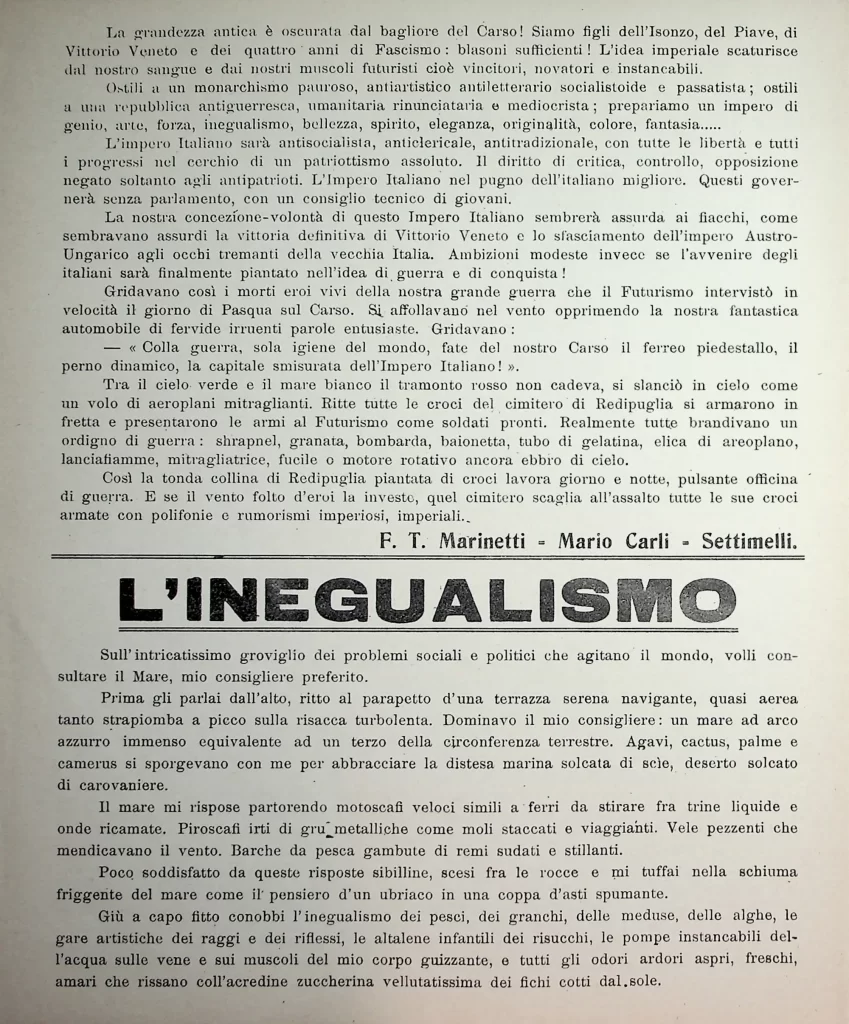 La grandezza antica è oscurata dal bagliore del Carso! Siamo figli dell'Isonzo, del Piave, di
Vittorio Veneto e dei quattro anni di Fascismo: blasoni sufficienti! L'idea imperiale scaturisce
dal nostro sangue e dai nostri muscoli futuristi cioè vincitori, novatori e instancabili.
Ostili a un monarchismo pauroso, antiartistico antiletterario socialistoide e passatista; ostili
a una repubblica antiguerresca, umanitaria rinunciataria e mediocrista; prepariamo un impero di
genio, arte, forza, inegualismo, bellezza, spirito, eleganza, originalità, colore, fantasia.....
L'impero Italiano sarà antisocialista, anticlericale, antitradizionale, con tutte le libertà e tutti
i progressi nel cerchio di un patriottismo assoluto. Il diritto di critica, controllo, opposizione
negato soltanto agli antipatrioti. L'Impero Italiano nel pugno dell'italiano migliore. Questi gover-
nerà senza parlamento, con un consiglio tecnico di giovani.
La nostra concezione-volontà di questo Impero Italiano sembrerà assurda ai fiacchi, come
sembravano assurdi la vittoria definitiva di Vittorio Veneto e lo sfasciamento dell'impero Austro-
Ungarico agli occhi tremanti della vecchia Italia. Ambizioni modeste invece se l'avvenire degli
italiani sarà finalmente piantato nell'idea di guerra e di conquista!
Gridavano così i morti eroi vivi della nostra grande guerra che il Futurismo intervistò in
velocità il giorno di Pasqua sul Carso. Si affollavano nel vento opprimendo la nostra fantastica
automobile di fervide irruenti parole entusiaste. Gridavano:
— « Colla guerra, sola igiene del mondo, fate del nostro Carso il ferreo piedestallo, il
perno dinamico, la capitale smisurata dell'Impero Italiano! ».
Tra il cielo verde e il mare bianco il tramonto rosso non cadeva, si slanciò in cielo come
un volo di aeroplani mitraglianti. Ritte tutte le croci del cimitero di Redipuglia si armarono in
fretta e presentarono le armi al Futurismo come soldati pronti. Realmente tutte brandivano un
ordigno di guerra: shrapnel, granata, bombarda, baionetta, tubo di gelatina, elica di areoplano,
lanciafiamme, mitragliatrice, fucile o motore rotativo ancora ebbro di cielo.
Così la tonda collina di Redipuglia piantata di croci lavora giorno e notte, pulsante officina
di guerra. E se il vento folto d'eroi la investe, quel cimitero scaglia all'assalto tutte le sue croci
armate con polifonie e rumorismi imperiosi, imperiali..
F. T. Marinetti - Mario Carli - Settimelli.
L'INEGUALISMO
Sull'intricatissimo groviglio dei problemi sociali e politici che agitano il mondo, volli con-
sultare il Mare, mio consigliere preferito.
Prima gli parlai dall'alto, ritto al parapetto d'una terrazza serena navigante, quasi aerea
tanto strapiomba a picco sulla risacca turbolenta. Dominavo il mio consigliere: un mare ad arco
azzurro immenso equivalente ad un terzo della circonferenza terrestre. Agavi, cactus, palme e
camerus si sporgevano con me per abbracciare la distesa marina solcata di scie, deserto solcato
di carovaniere.
Il mare mi rispose partorendo motoscafi veloci simili a ferri da stirare fra trine liquide e
onde ricamate. Piroscafi irti di gru metalliche come moli staccati e viaggianti. Vele pezzenti che
mendicavano il vento. Barche da pesca gambute di remi sudati e stillanti.
Poco soddisfatto da queste risposte sibilline, scesi fra le rocce e mi tuffai nella schiuma
friggente del mare come il pensiero d'un ubriaco in una coppa d'asti spumante.
Giù a capo fitto conobbi l'inegualismo dei pesci, dei granchi, delle meduse, delle alghe, le
gare artistiche dei raggi e dei riflessi, le altalene infantili dei risucchi, le pompe instancabili del-
l'acqua sulle vene e sui muscoli del mio corpo guizzante, e tutti gli odori ardori aspri, freschi,
amari che rissano coll'acredine zuccherina vellutatissima dei fichi cotti dal sole.